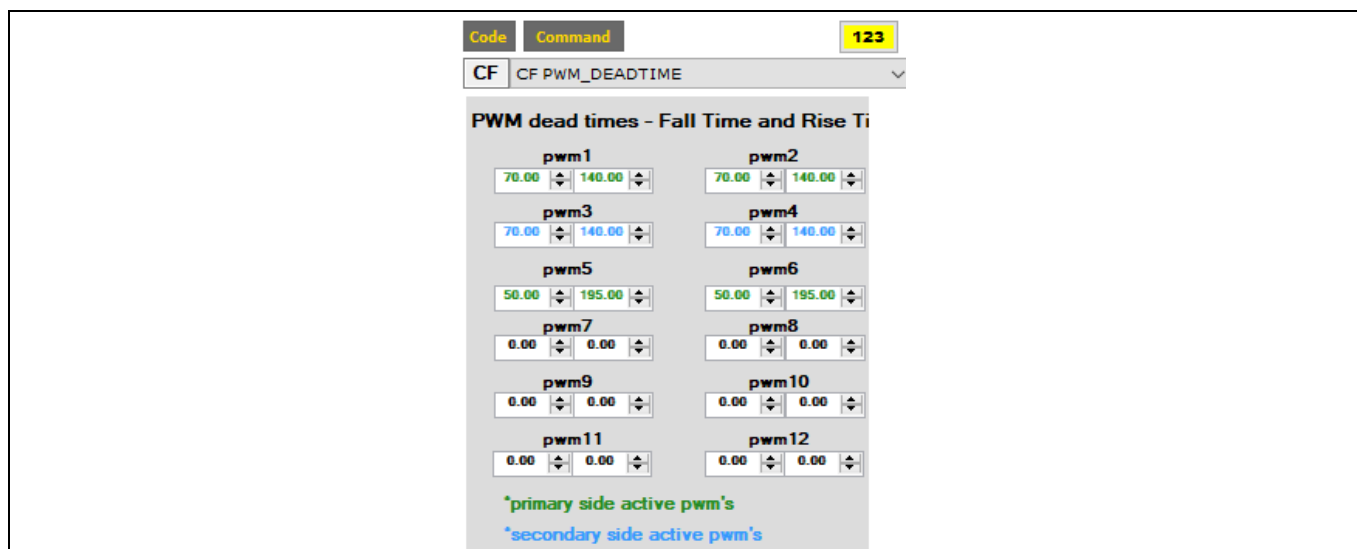 Code Command 123
CF CF PWM_DEADTIME
PWM dead times - Fall Time and Rise Ti
pwm1 pwm2
70.00 140.00 70.00 140.00
pwm3 pwm4
70.00 140.00 70.00 140.00
pwm5 pwm6
50.00 195.00 50.00 195.00
pwm7 pwm8
0.00 0.00 0.00 0.00
pwm9 pwm10
0.00 0.00 0.00 0.00
pwm11 pwm12
0.00 0.00 0.00 0.00
*primary side active pwm's
*secondary side active pwm's